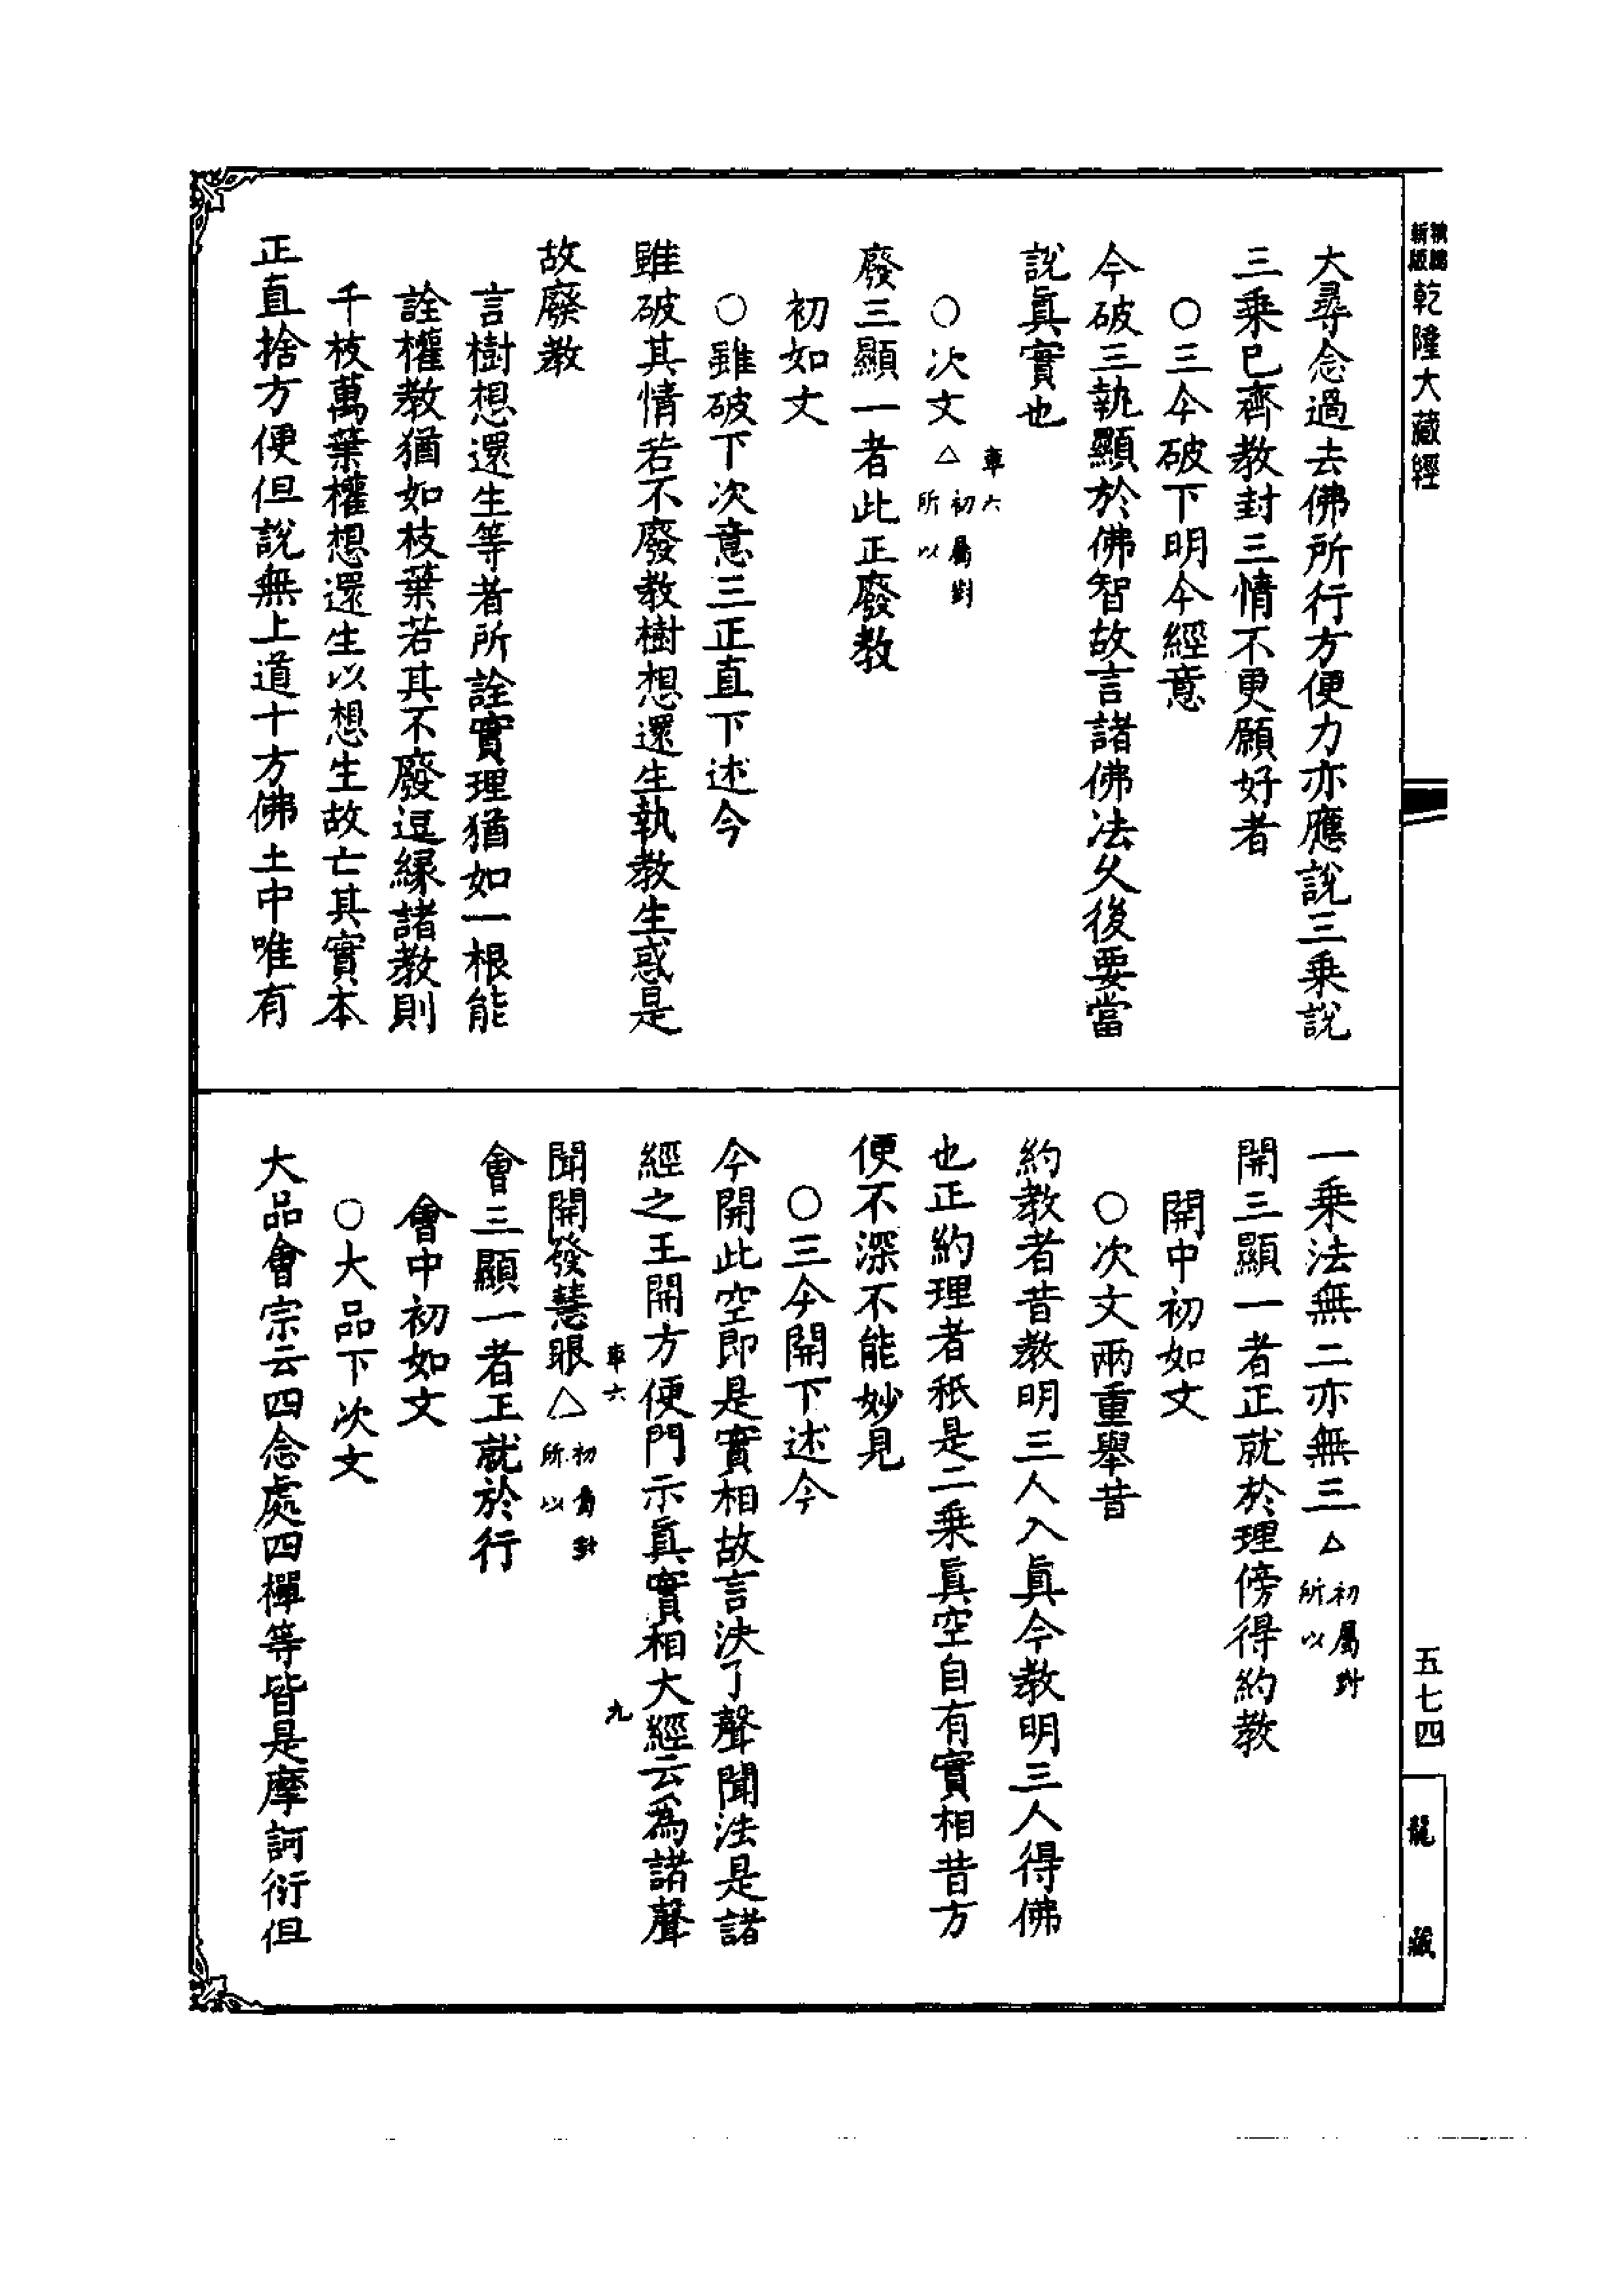 新版
乾隆大藏經
大尋念過去佛所行方便力亦應說三乘說
三乘已齊教封三情不更願好者
○三今破下明今經意
今破三執顯於佛智故言諸佛法久後要當
說眞實也
車六
○次文△初屬對所以
廢三顯一者此正廢教
初如文
○雖破下次意三正直下述今
雖破其情若不廢教樹想還生執教生惑是
故廢教
言樹想還生等者所詮實理猶如一根能
詮權教猶如枝葉若其不廢逗緣諸教則
千枝萬葉權想還生以想生故亡其實本
正直捨方便但說無上道十方佛土中唯有
一乘法無二亦無三△初屬對所以
開三顯一者正就於理傍得約教
開中初如文
○次文兩重舉昔
約教者昔教明三人入眞今教明三人得佛
也正約理者秖是二乘眞空自有實相昔方
便不深不能妙見
○三今開下述今
今開此空即是實相故言決了聲聞法是諸
經之王開方便門示眞實相大經云為諸聲
車六 九
聞開發慧眼△初屬對所以
會三顯一者正就於行
會中初如文
○大品下次文
大品會宗云四念處四禪等皆是摩訶衍但
五七四
龍藏